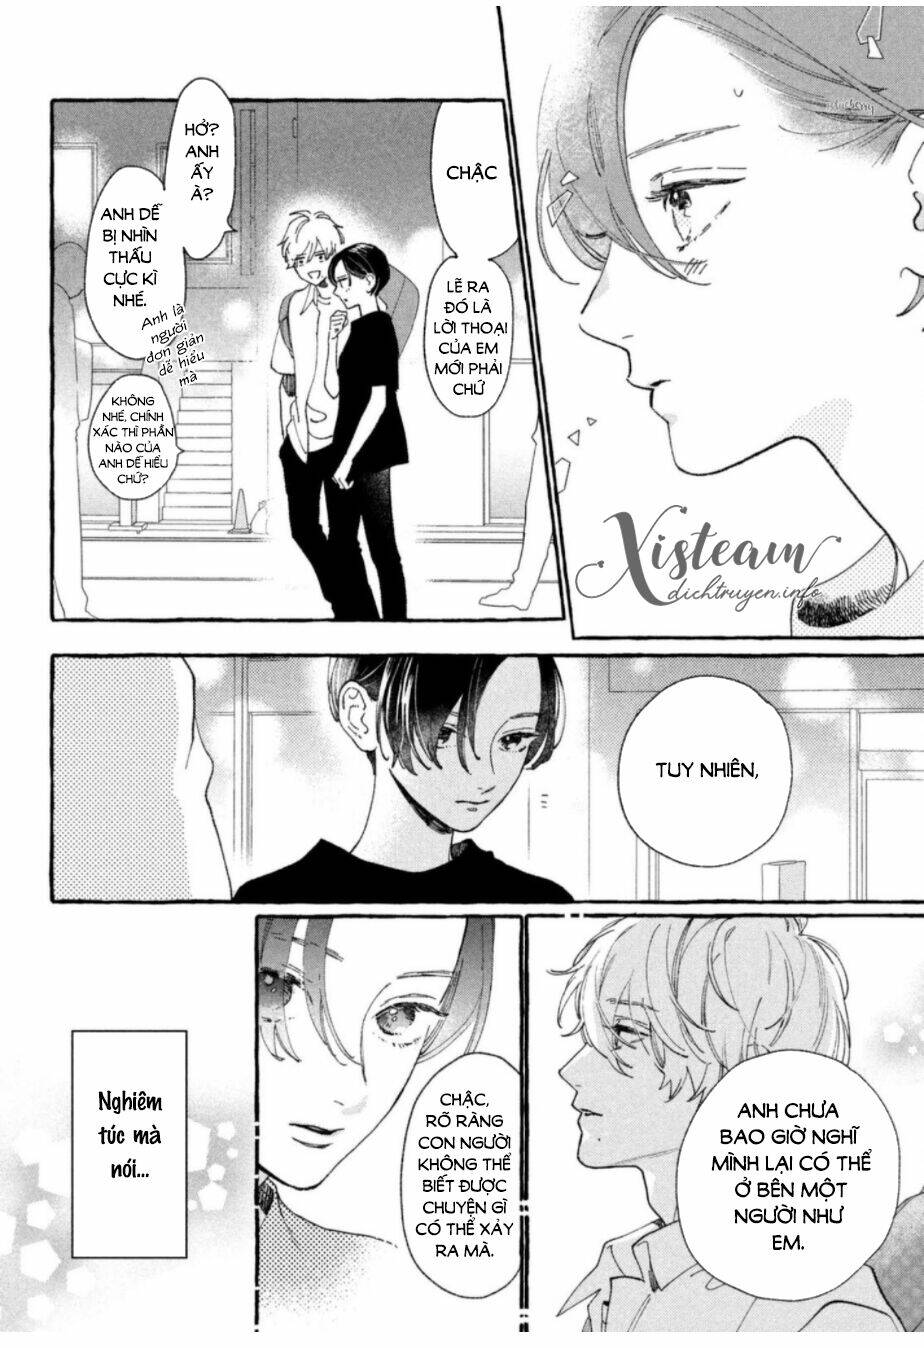 CHẬC
LẼ RA
ĐÓ LÀ
LỜI THOẠI
CỦA EM
MỚI PHẢI
CHỨ
HỞ?
ANH
ẤY
À?
ANH DỄ
BỊ NHÌN
THẤU
CỰC KÌ
NHÉ.
Anh là
người
đơn giản
dễ hiểu
mà
KHÔNG
NHÉ, CHÍNH
XÁC THÌ PHẦN
NÀO CỦA
ANH DỄ HIỂU
CHỨ?
Xisteam
dichtruyen.info
TUY NHIÊN,
ANH CHƯA
BAO GIỜ NGHĨ
MÌNH LẠI CÓ THỂ
Ở BÊN MỘT
NGƯỜI NHƯ
EM.
CHẬC,
RÕ RÀNG
CON NGƯỜI
KHÔNG THỂ
BIẾT ĐƯỢC
CHUYỆN GÌ
CÓ THỂ XẢY
RA MÀ.
Nghiêm
túc mà
nói...